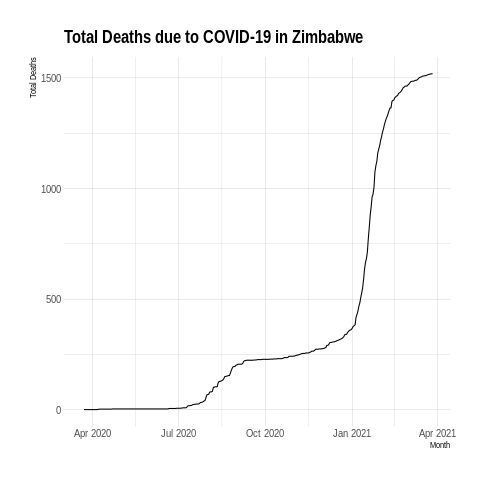 Total Deaths due to COVID-19 in Zimbabwe
Total Deaths
1500
1000
500
0
Apr 2020
Jul 2020
Oct 2020
Jan 2021
Apr 2021
Month